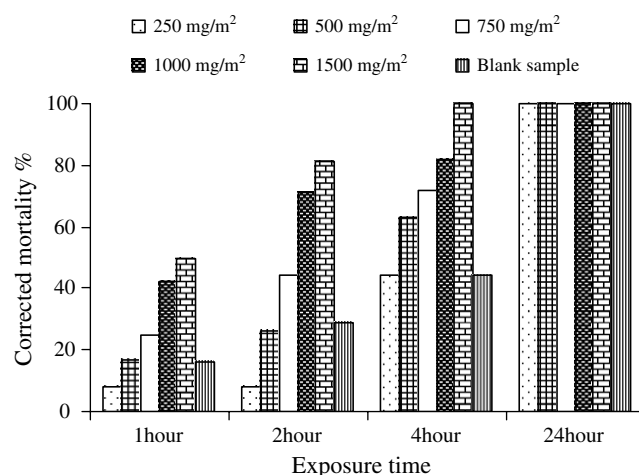 250 mg/m² 500 mg/m² 750 mg/m²
1000 mg/m² 1500 mg/m² Blank sample
Corrected mortality %
100
80
60
40
20
0
1hour 2hour 4hour 24hour
Exposure time